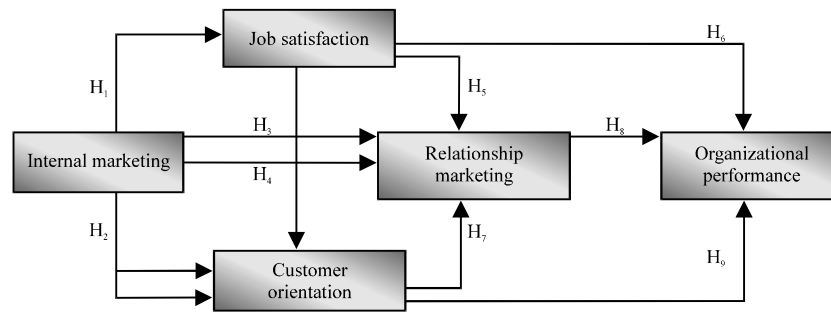 Job satisfaction
H6
H1
H5
H3
H8
Internal marketing
Relationship
marketing
Organizational
performance
H4
H2
H7
Customer
orientation
H9